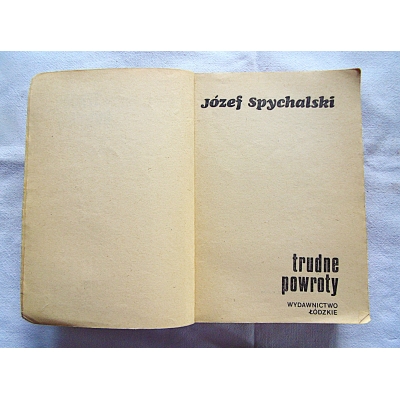 Józef Spychalski
trudne
powroty
WYDAWNICTWO
ŁÓDZKIE